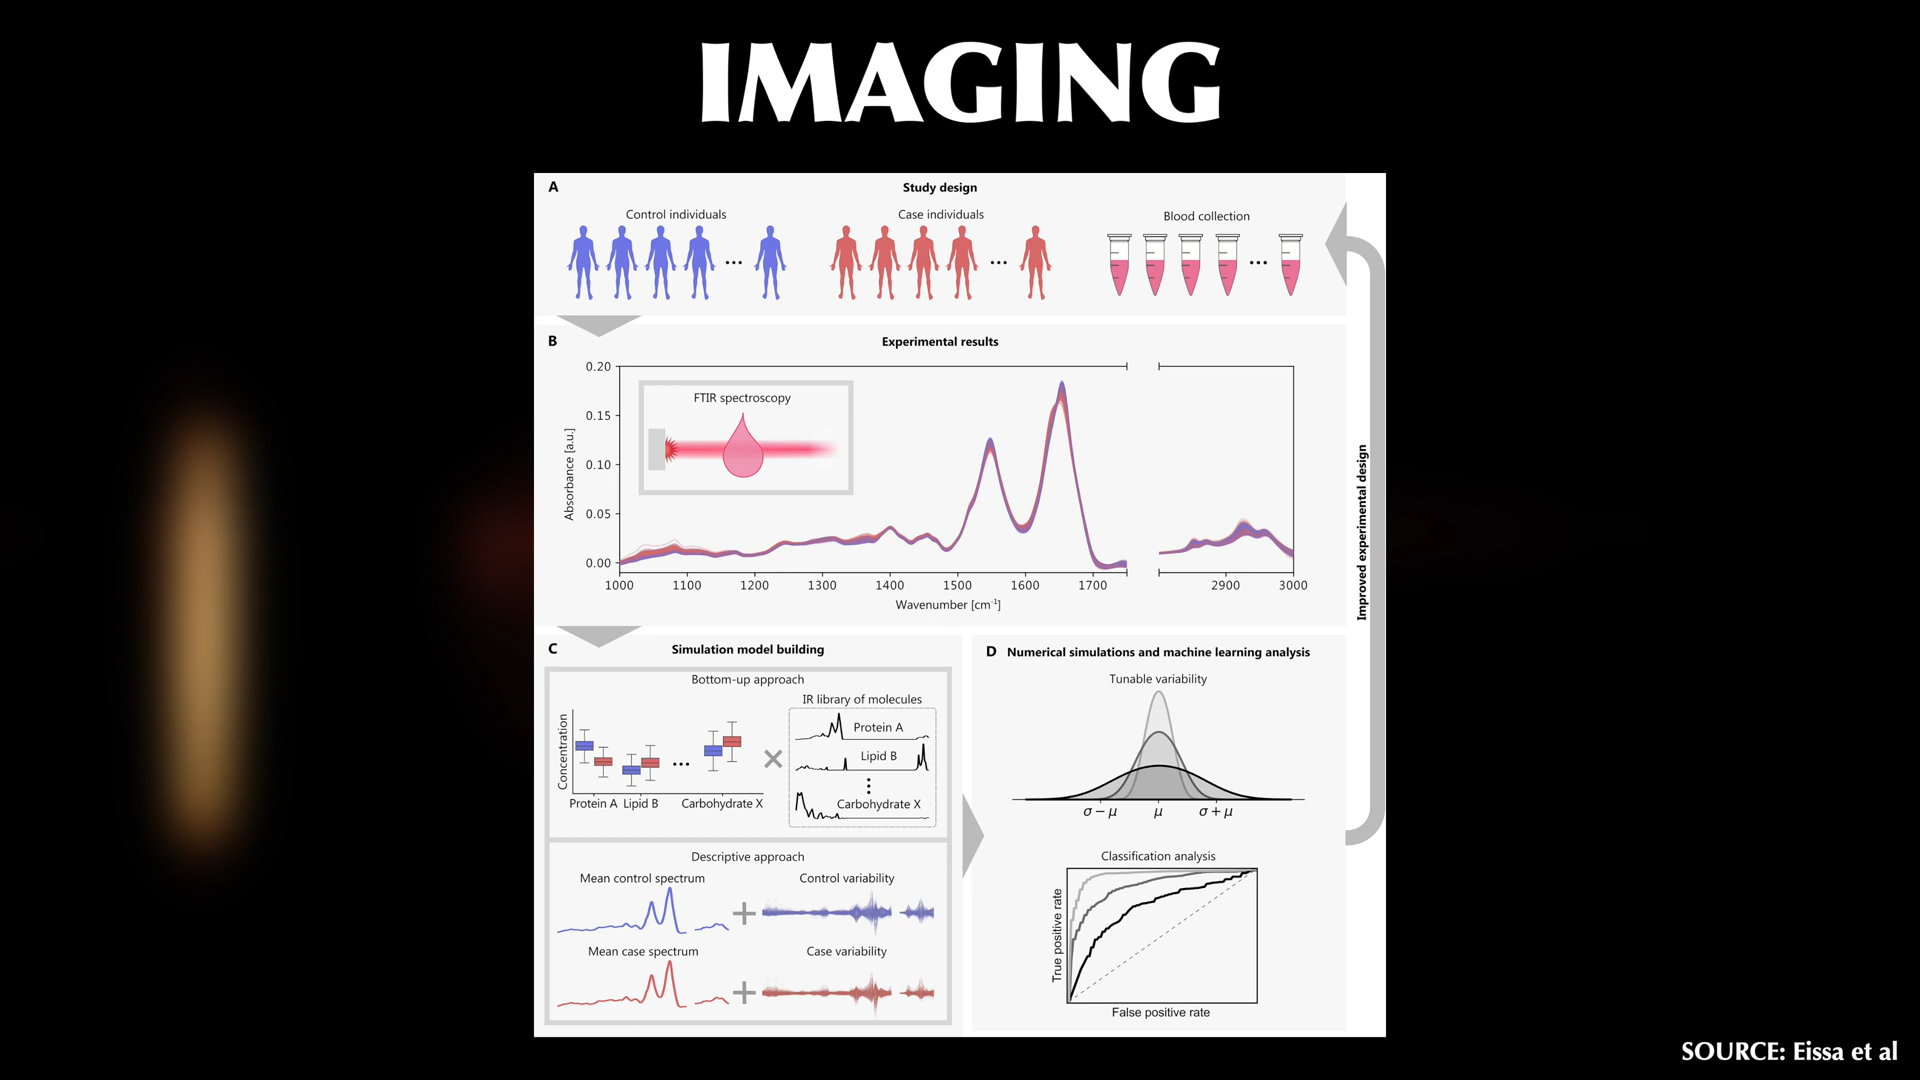 IMAGING
A
Study design
Control individuals
Case individuals
Blood collection
...
...
...
B
Experimental results
FTIR spectroscopy
Absorbance [a.u.]
0.20
0.15
0.10
0.05
0.00
1000 1100 1200 1300 1400 1500 1600 1700 2900 3000
Wavenumber [cm⁻¹]
Improved experimental design
C
Simulation model building
Bottom-up approach
Concentration
...
Protein A Lipid B Carbohydrate X
×
IR library of molecules
Protein A
Lipid B
⋮
Carbohydrate X
Descriptive approach
Mean control spectrum
+
Control variability
Mean case spectrum
+
Case variability
D Numerical simulations and machine learning analysis
Tunable variability
σ − μ μ σ + μ
Classification analysis
True positive rate
False positive rate
SOURCE: Eissa et al